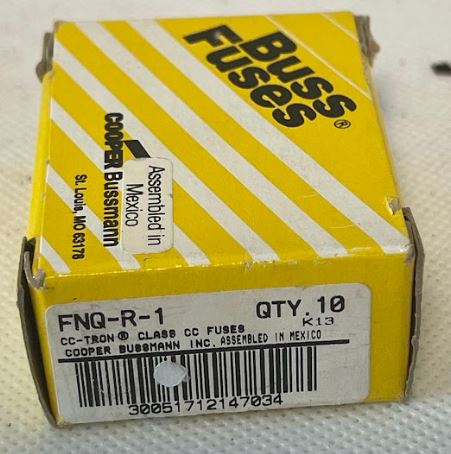 Buss®
Fuses
COOPER Bussmann
St. Louis, MO 63178
Assembled in
Mexico
FNQ-R-1 QTY. 10
K13
CC-TRON® CLASS CC FUSES
COOPER BUSSMANN INC. ASSEMBLED IN MEXICO
30051712147034